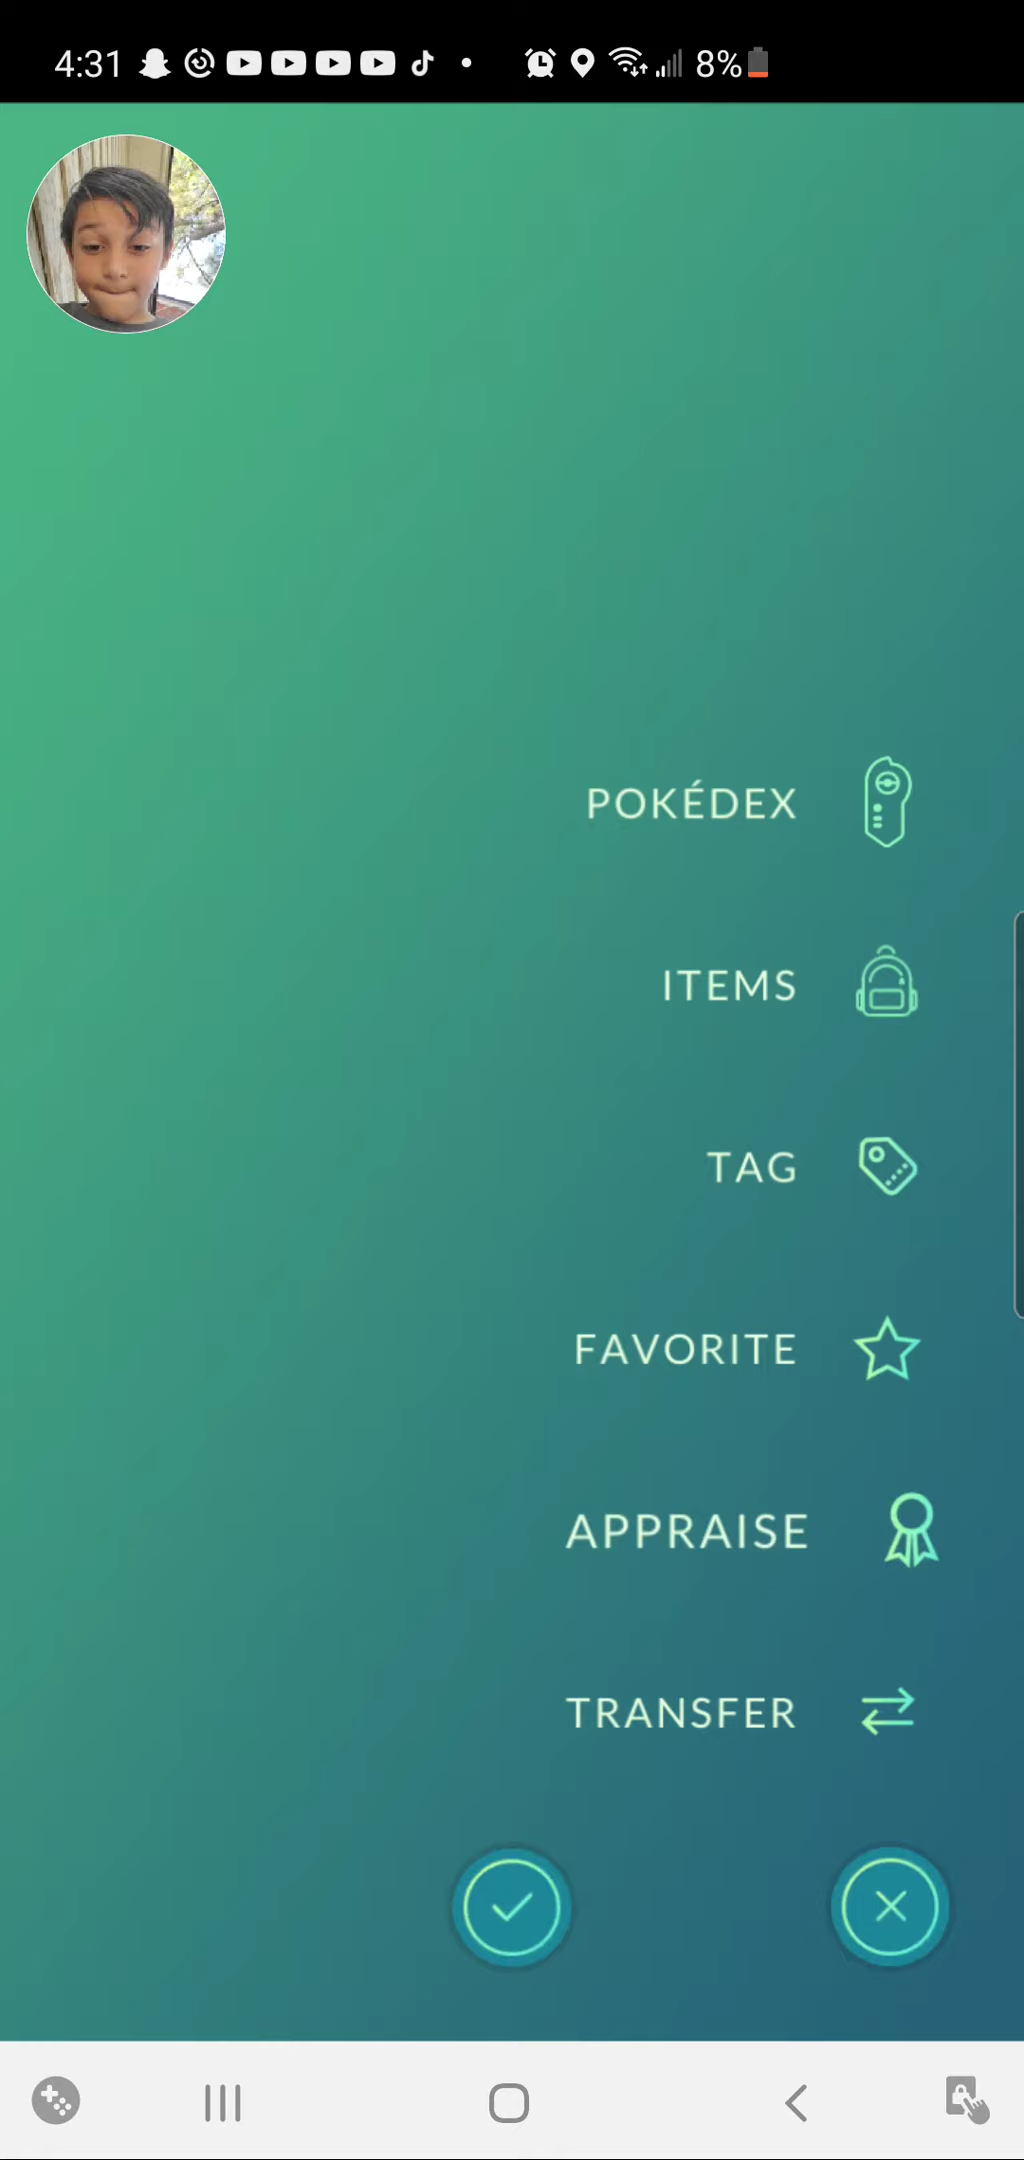 4:31 8%
POKÉDEX
ITEMS
TAG
FAVORITE
APPRAISE
TRANSFER